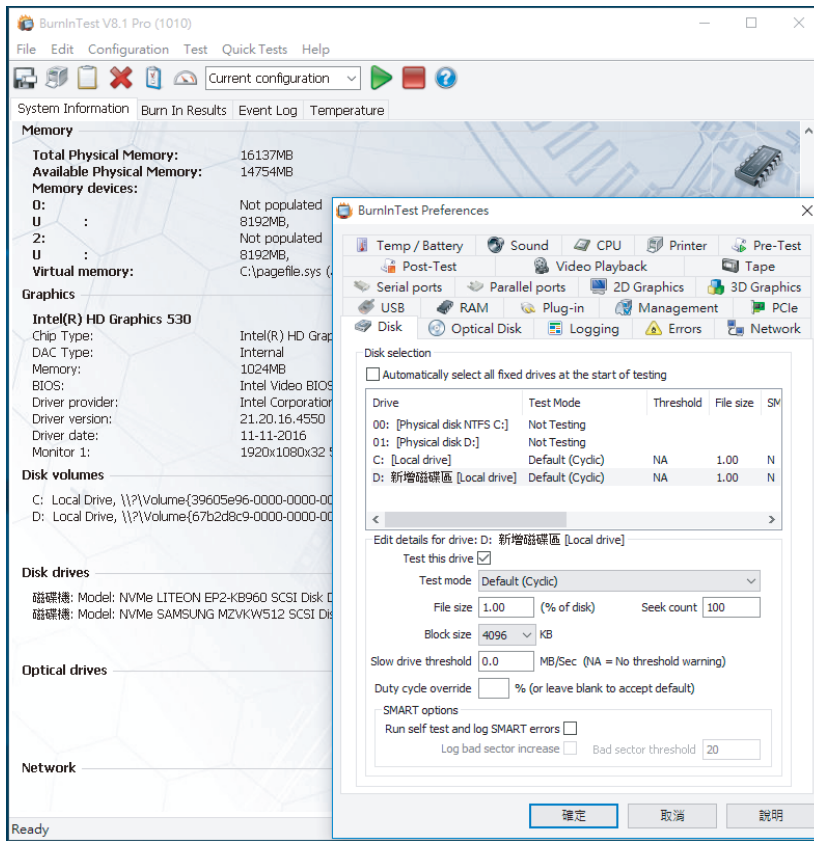 BurnInTest V8.1 Pro (1010)
File Edit Configuration Test Quick Tests Help
Current configuration
System Information Burn In Results Event Log Temperature
Memory
Total Physical Memory: 16137MB
Available Physical Memory: 14754MB
Memory devices:
0: Not populated
U : 8192MB,
2: Not populated
U : 8192MB,
Virtual memory: C:\pagefile.sys
Graphics
Intel(R) HD Graphics 530
Chip Type: Intel(R) HD Grap
DAC Type: Internal
Memory: 1024MB
BIOS: Intel Video BIOS
Driver provider: Intel Corporation
Driver version: 21.20.16.4550
Driver date: 11-11-2016
Monitor 1: 1920x1080x32
Disk volumes
C: Local Drive, \\?\Volume{39605e96-0000-0000-00
D: Local Drive, \\?\Volume{67b2d8c9-0000-0000-00
Disk drives
磁碟機: Model: NVMe LITEON EP2-KB960 SCSI Disk D
磁碟機: Model: NVMe SAMSUNG MZVKW512 SCSI Dis
Optical drives
Network
Ready
BurnInTest Preferences
Temp / Battery Sound CPU Printer Pre-Test
Post-Test Video Playback Tape
Serial ports Parallel ports 2D Graphics 3D Graphics
USB RAM Plug-in Management PCIe
Disk Optical Disk Logging Errors Network
Disk selection
Automatically select all fixed drives at the start of testing
Drive Test Mode Threshold File size SM
00: [Physical disk NTFS C:] Not Testing
01: [Physical disk D:] Not Testing
C: [Local drive] Default (Cyclic) NA 1.00 N
D: 新增磁碟區 [Local drive] Default (Cyclic) NA 1.00 N
Edit details for drive: D: 新增磁碟區 [Local drive]
Test this drive
Test mode Default (Cyclic)
File size 1.00 (% of disk) Seek count 100
Block size 4096 KB
Slow drive threshold 0.0 MB/Sec (NA = No threshold warning)
Duty cycle override % (or leave blank to accept default)
SMART options
Run self test and log SMART errors
Log bad sector increase Bad sector threshold 20
確定 取消 說明